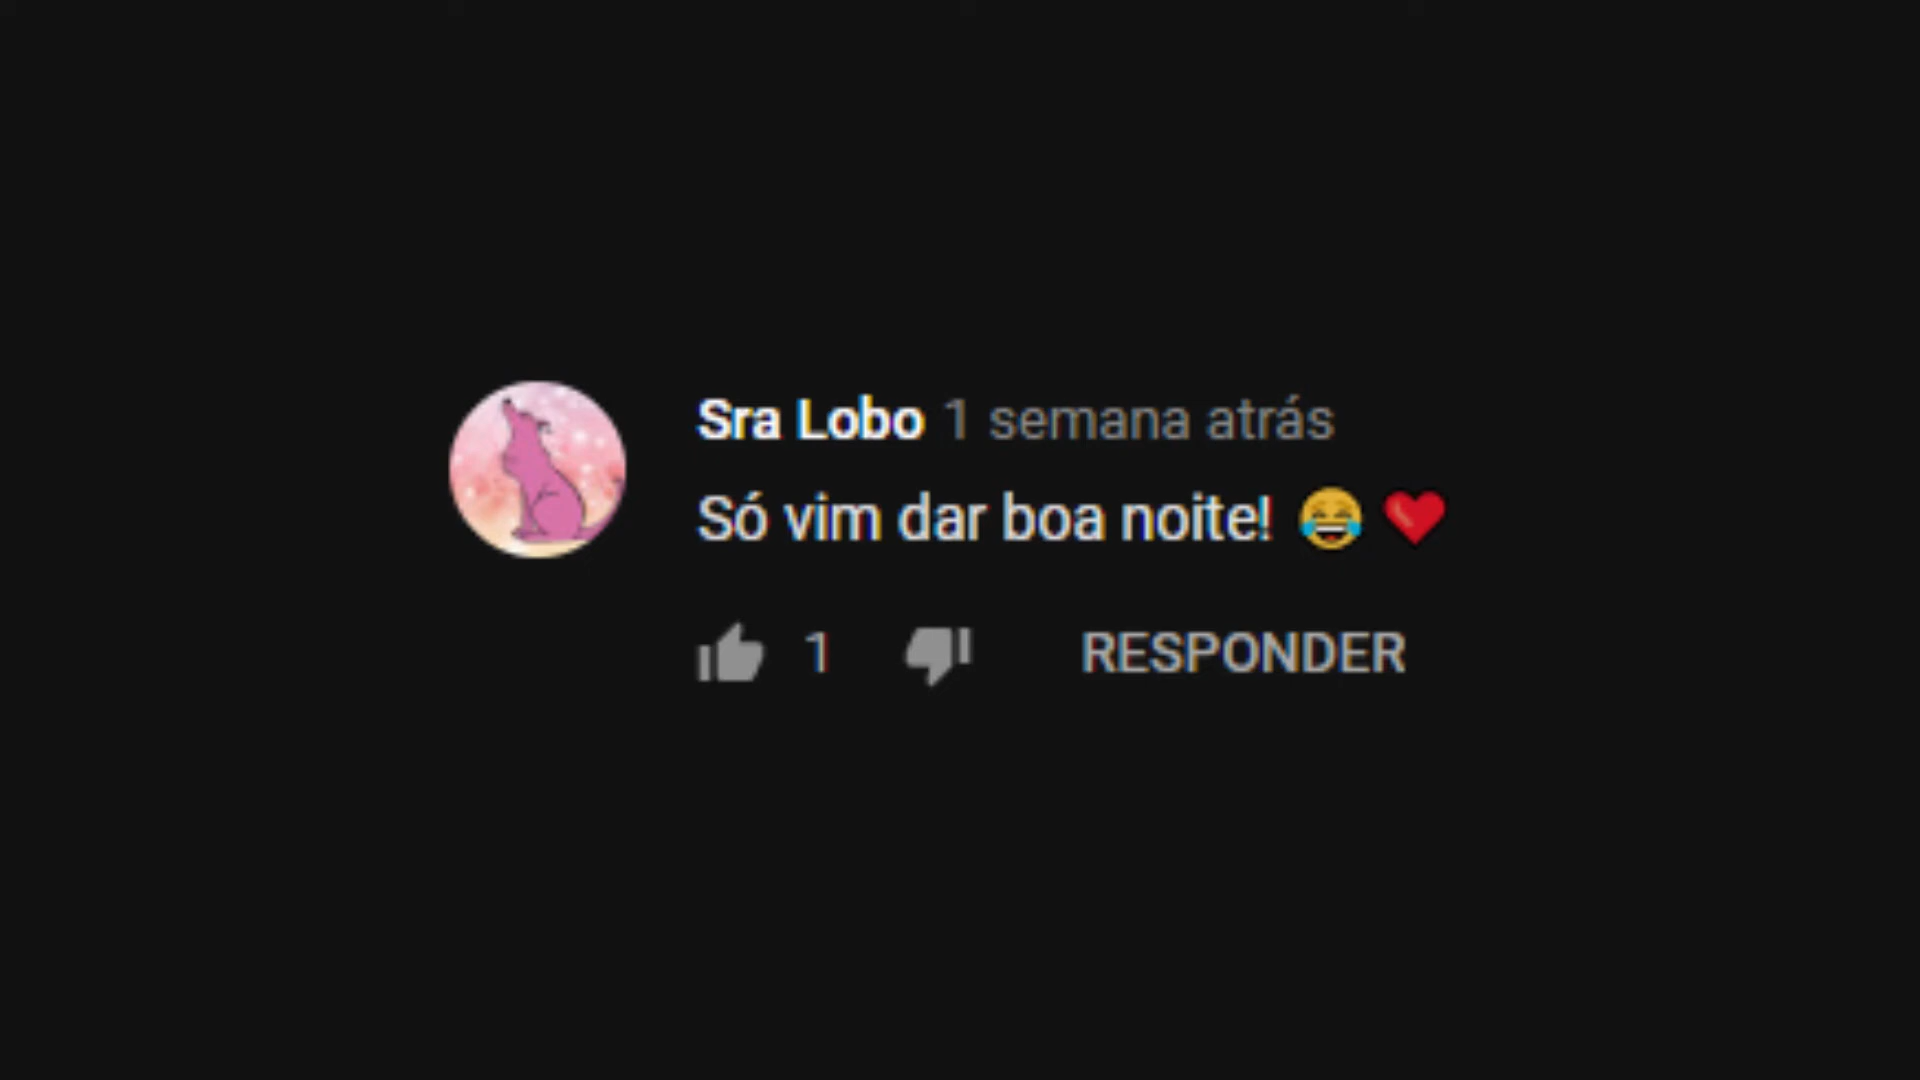 Sra Lobo 1 semana atrás
Só vim dar boa noite! 😂 ❤️
1 RESPONDER